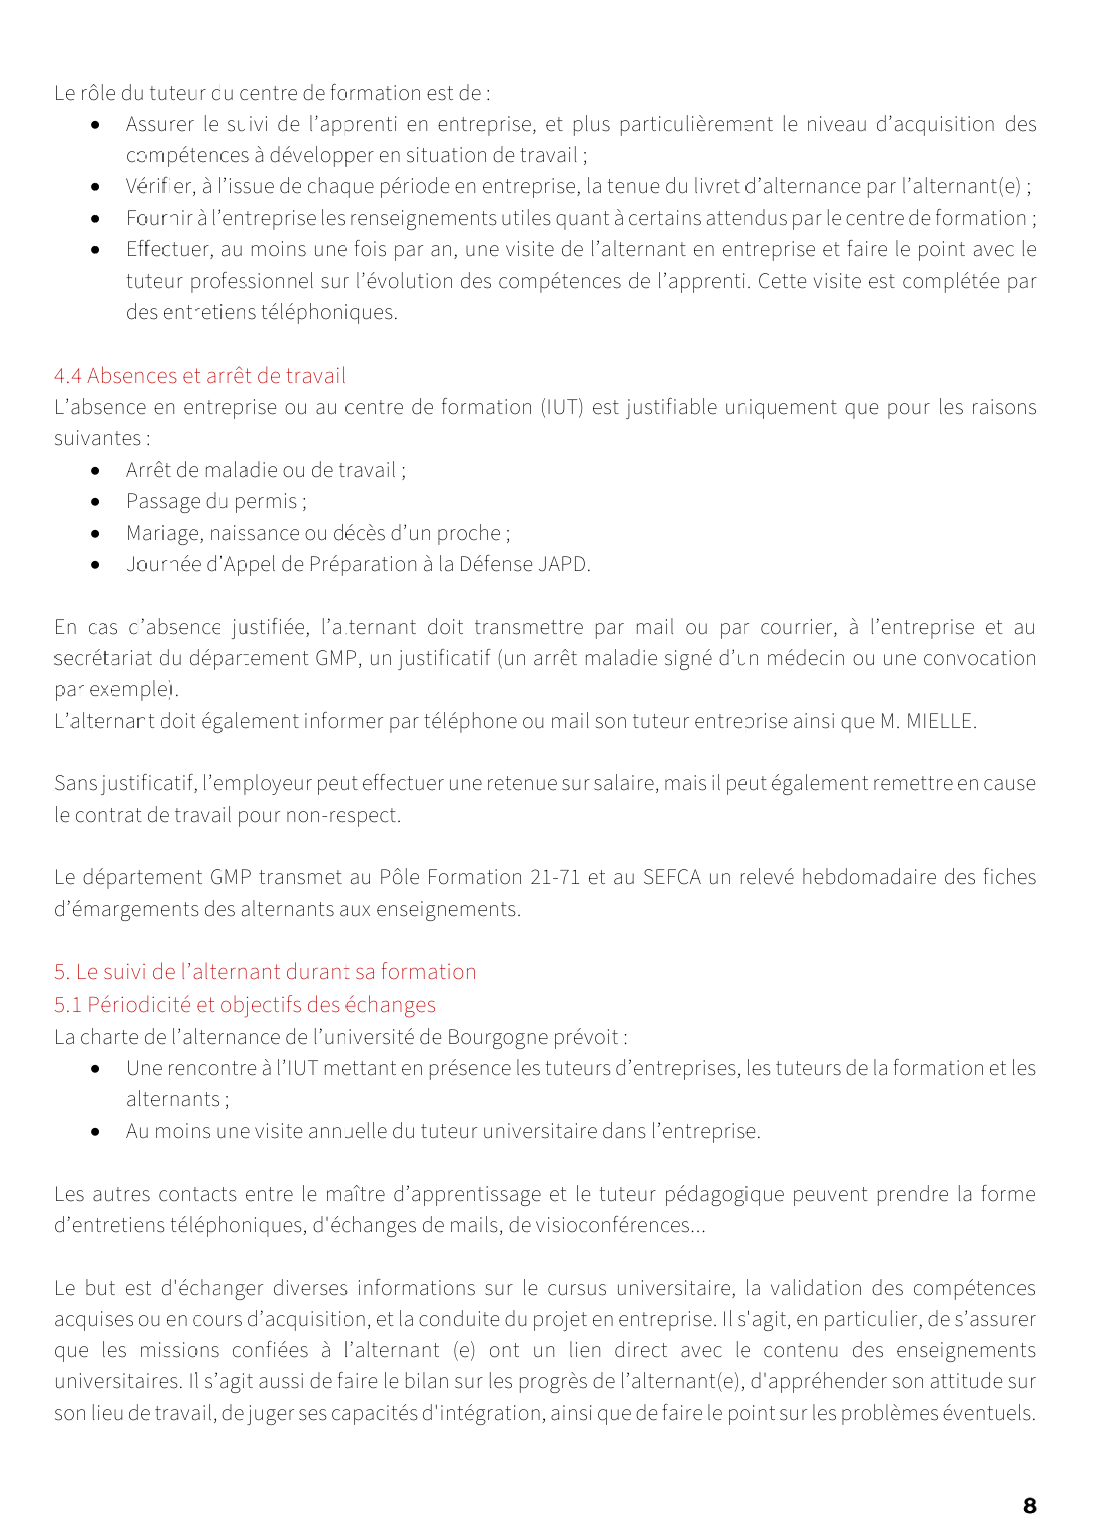 Le rôle du tuteur du centre de formation est de :
• Assurer le suivi de l’apprenti en entreprise, et plus particulièrement le niveau d’acquisition des
compétences à développer en situation de travail ;
• Vérifier, à l’issue de chaque période en entreprise, la tenue du livret d’alternance par l’alternant(e) ;
• Fournir à l’entreprise les renseignements utiles quant à certains attendus par le centre de formation ;
• Effectuer, au moins une fois par an, une visite de l’alternant en entreprise et faire le point avec le
tuteur professionnel sur l’évolution des compétences de l’apprenti. Cette visite est complétée par
des entretiens téléphoniques.
4.4 Absences et arrêt de travail
L’absence en entreprise ou au centre de formation (IUT) est justifiable uniquement que pour les raisons
suivantes :
• Arrêt de maladie ou de travail ;
• Passage du permis ;
• Mariage, naissance ou décès d’un proche ;
• Journée d'Appel de Préparation à la Défense JAPD.
En cas d’absence justifiée, l’alternant doit transmettre par mail ou par courrier, à l’entreprise et au
secrétariat du département GMP, un justificatif (un arrêt maladie signé d’un médecin ou une convocation
par exemple).
L’alternant doit également informer par téléphone ou mail son tuteur entreprise ainsi que M. MIELLE.
Sans justificatif, l’employeur peut effectuer une retenue sur salaire, mais il peut également remettre en cause
le contrat de travail pour non-respect.
Le département GMP transmet au Pôle Formation 21-71 et au SEFCA un relevé hebdomadaire des fiches
d’émargements des alternants aux enseignements.
5. Le suivi de l’alternant durant sa formation
5.1 Périodicité et objectifs des échanges
La charte de l’alternance de l’université de Bourgogne prévoit :
• Une rencontre à l’IUT mettant en présence les tuteurs d’entreprises, les tuteurs de la formation et les
alternants ;
• Au moins une visite annuelle du tuteur universitaire dans l’entreprise.
Les autres contacts entre le maître d’apprentissage et le tuteur pédagogique peuvent prendre la forme
d’entretiens téléphoniques, d'échanges de mails, de visioconférences...
Le but est d'échanger diverses informations sur le cursus universitaire, la validation des compétences
acquises ou en cours d’acquisition, et la conduite du projet en entreprise. Il s'agit, en particulier, de s’assurer
que les missions confiées à l’alternant (e) ont un lien direct avec le contenu des enseignements
universitaires. Il s’agit aussi de faire le bilan sur les progrès de l’alternant(e), d'appréhender son attitude sur
son lieu de travail, de juger ses capacités d'intégration, ainsi que de faire le point sur les problèmes éventuels.
8